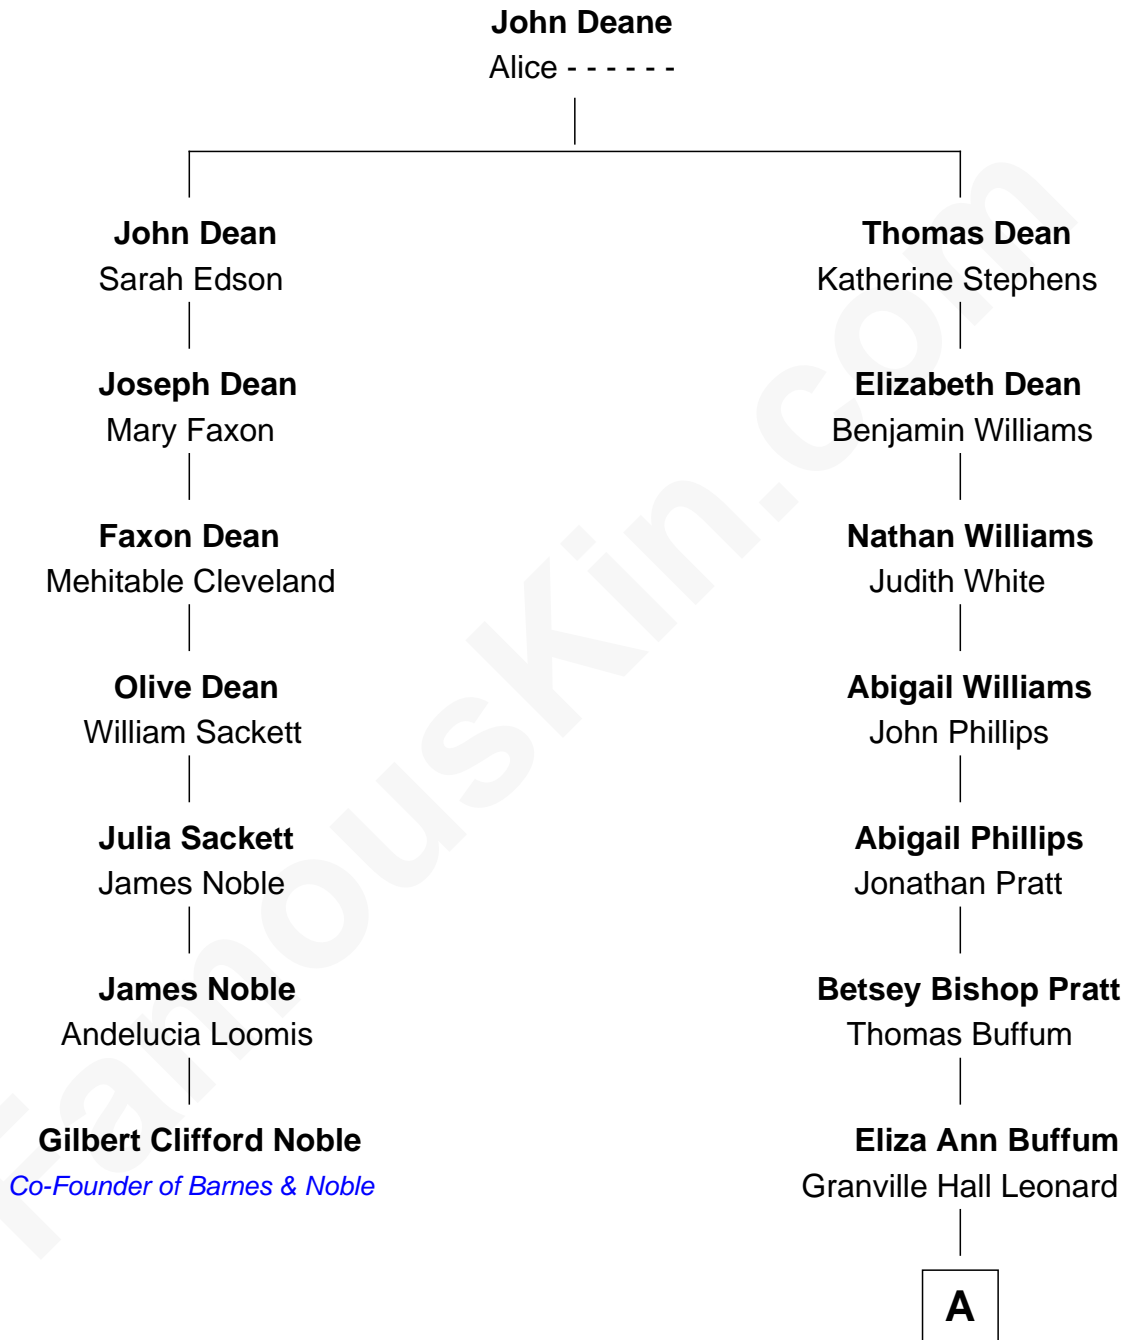 John Deane
Alice - - - - - -
John Dean
Sarah Edson
Thomas Dean
Katherine Stephens
Joseph Dean
Mary Faxon
Elizabeth Dean
Benjamin Williams
Faxon Dean
Mehitable Cleveland
Nathan Williams
Judith White
Olive Dean
William Sackett
Abigail Williams
John Phillips
Julia Sackett
James Noble
Abigail Phillips
Jonathan Pratt
James Noble
Andelucia Loomis
Betsey Bishop Pratt
Thomas Buffum
Gilbert Clifford Noble
Co-Founder of Barnes & Noble
Eliza Ann Buffum
Granville Hall Leonard
A
FamousKin.com